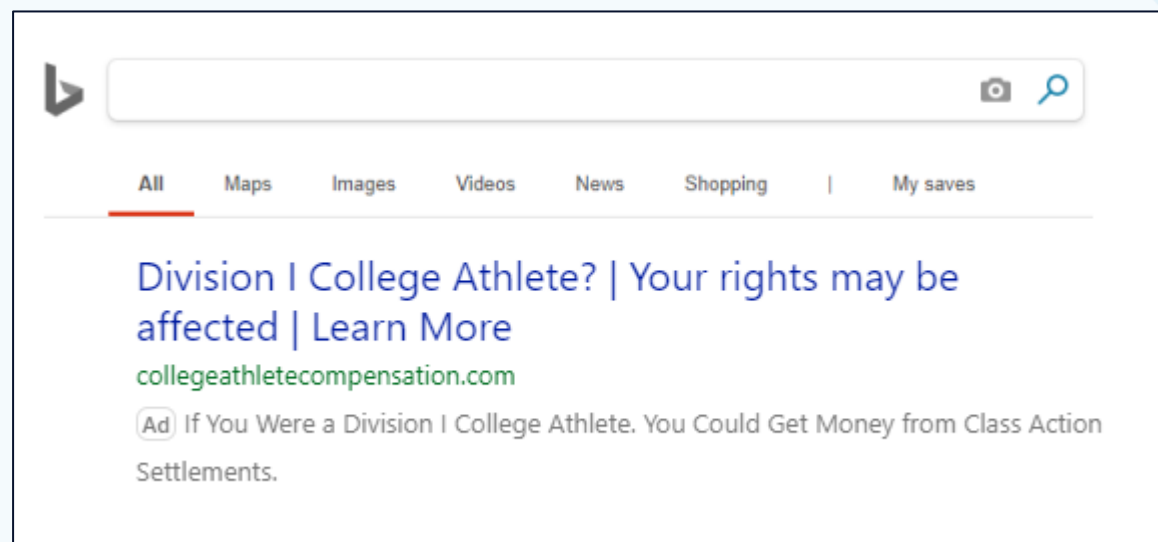 All Maps Images Videos News Shopping | My saves
Division I College Athlete? | Your rights may be
affected | Learn More
collegeathletecompensation.com
Ad If You Were a Division I College Athlete. You Could Get Money from Class Action
Settlements.